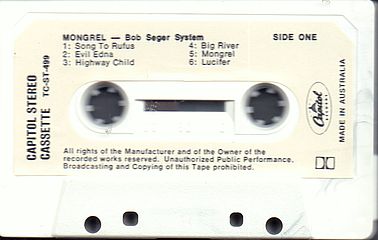 MONGREL — Bob Seger System SIDE ONE
1: Song To Rufus 4: Big River
2: Evil Edna 5: Mongrel
3: Highway Child 6: Lucifer
CAPITOL STEREO
CASSETTE TC-ST-499
Capitol
MADE IN AUSTRALIA
All rights of the Manufacturer and of the Owner of the
recorded works reserved. Unauthorized Public Performance,
Broadcasting and Copying of this Tape prohibited.